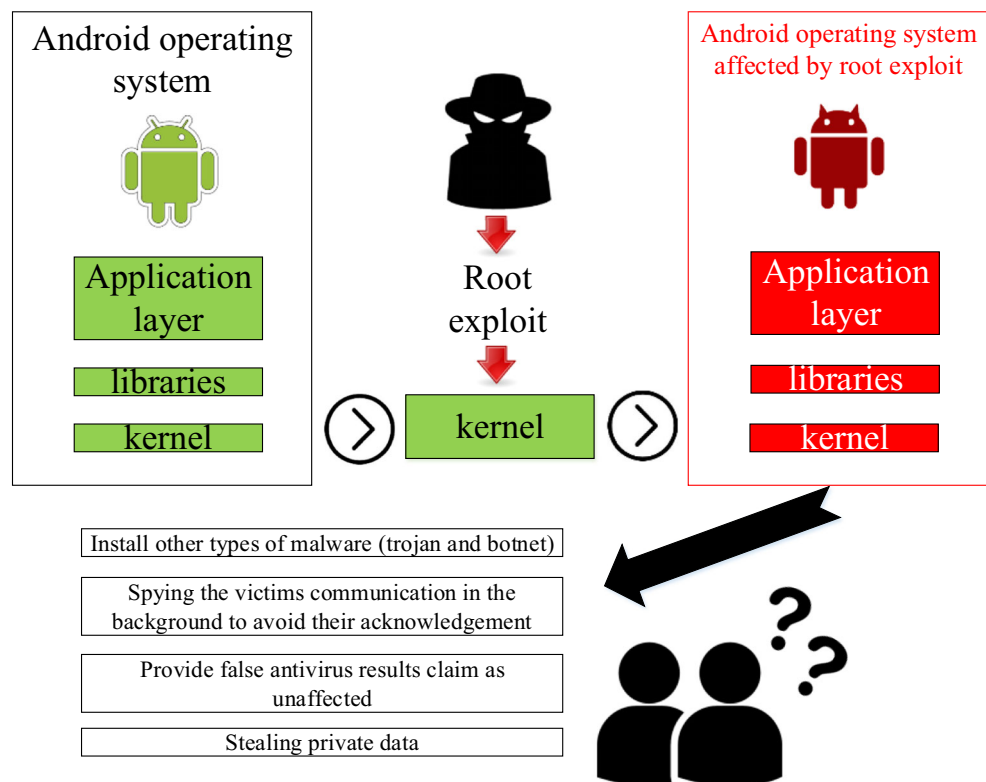 Android operating
system
Application
layer
libraries
kernel
Root
exploit
kernel
Android operating system
affected by root exploit
Application
layer
libraries
kernel
Install other types of malware (trojan and botnet)
Spying the victims communication in the
background to avoid their acknowledgement
Provide false antivirus results claim as
unaffected
Stealing private data
? ?